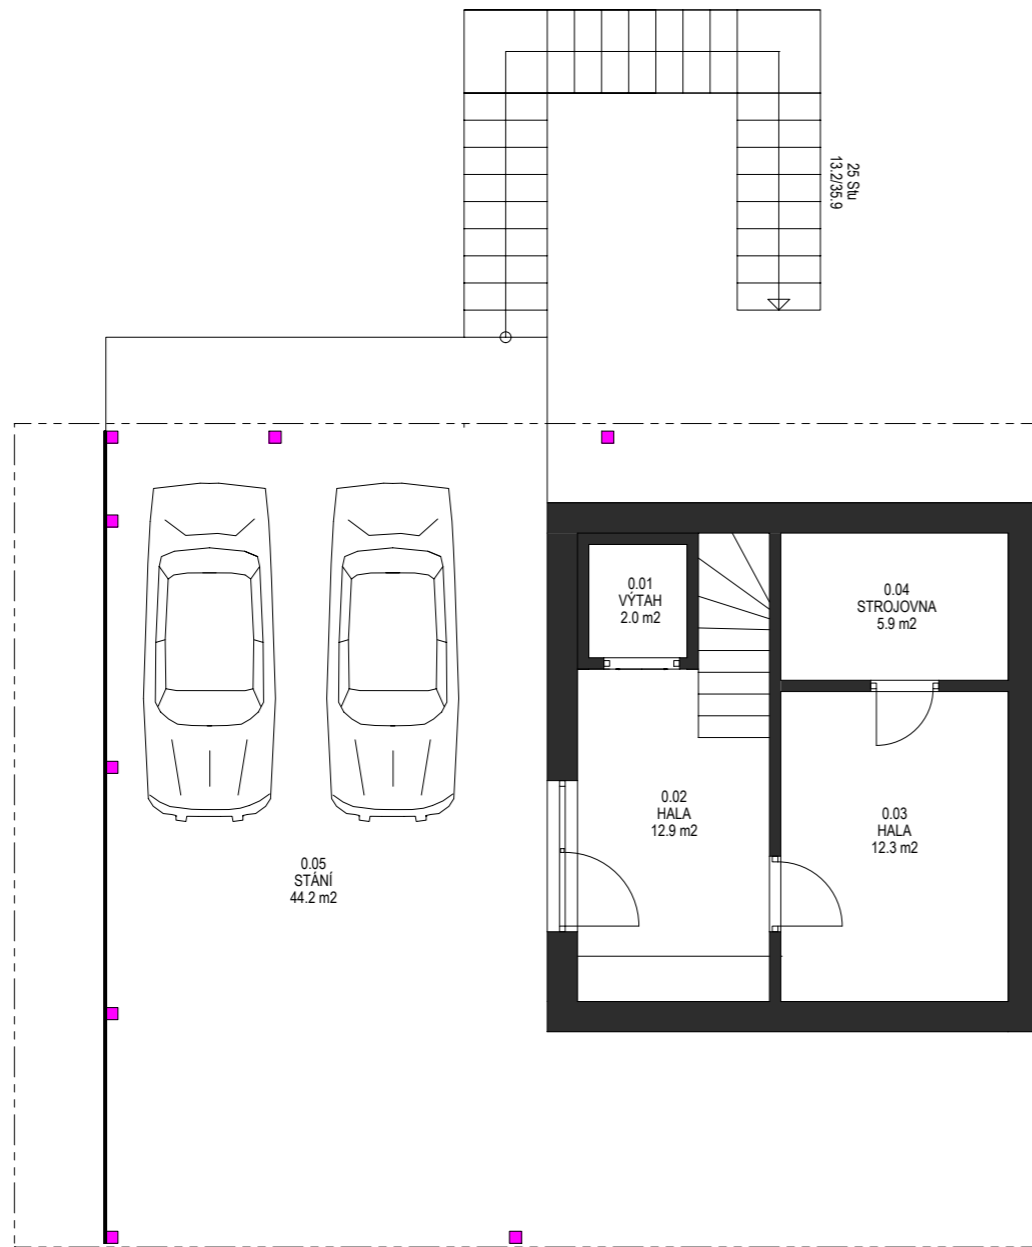 25 Stu
13.2/35.9
0.01
VÝTAH
2.0 m2
0.04
STROJOVNA
5.9 m2
0.02
HALA
12.9 m2
0.03
HALA
12.3 m2
0.05
STÁNÍ
44.2 m2